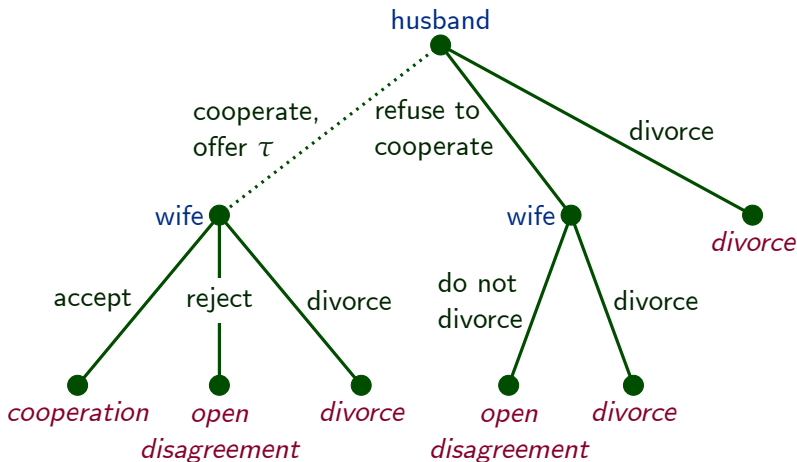 husband
cooperate,
offer τ
refuse to
cooperate
divorce
wife
wife
divorce
accept
reject
divorce
do not
divorce
divorce
cooperation
open
disagreement
divorce
open
disagreement
divorce